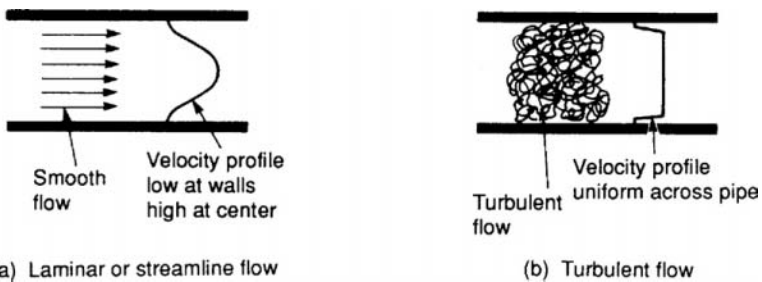 Smooth
flow
Velocity profile
low at walls
high at center
a) Laminar or streamline flow
Turbulent
flow
Velocity profile
uniform across pipe
(b) Turbulent flow